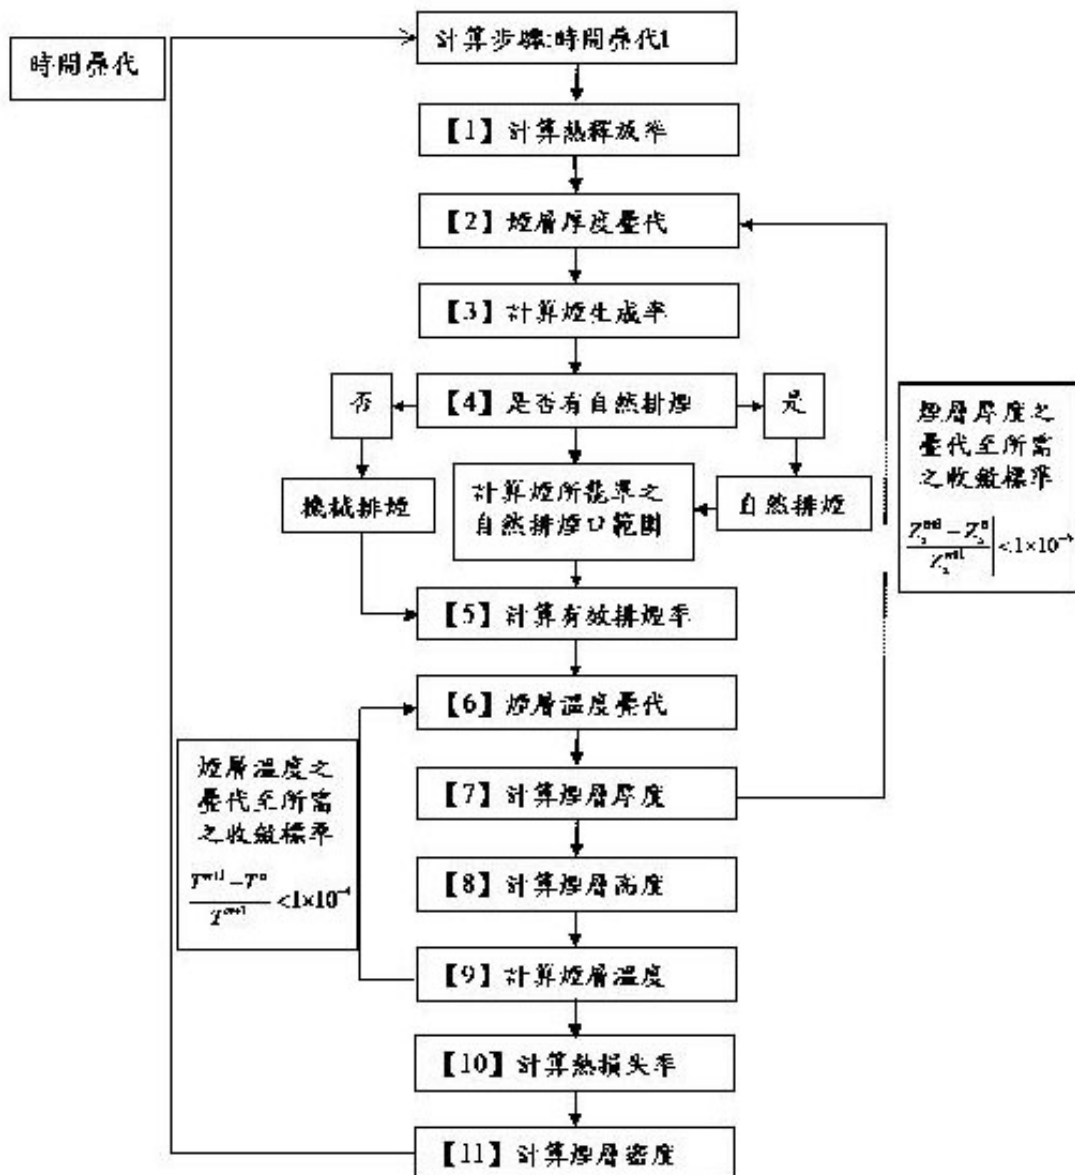 時間疊代
計算步驟:時間疊代1
【1】計算熱釋放率
【2】煙層厚度疊代
【3】計算煙生成率
否
【4】是否有自然排煙
是
機械排煙
計算煙所籠罩之
自然排煙口範圍
自然排煙
煙層厚度之
疊代至所需
之收斂標準
【5】計算有效排煙率
【6】煙層溫度疊代
煙層溫度之
疊代至所需
之收斂標準
【7】計算煙層厚度
【8】計算煙層高度
【9】計算煙層溫度
【10】計算熱損失率
【11】計算煙層密度